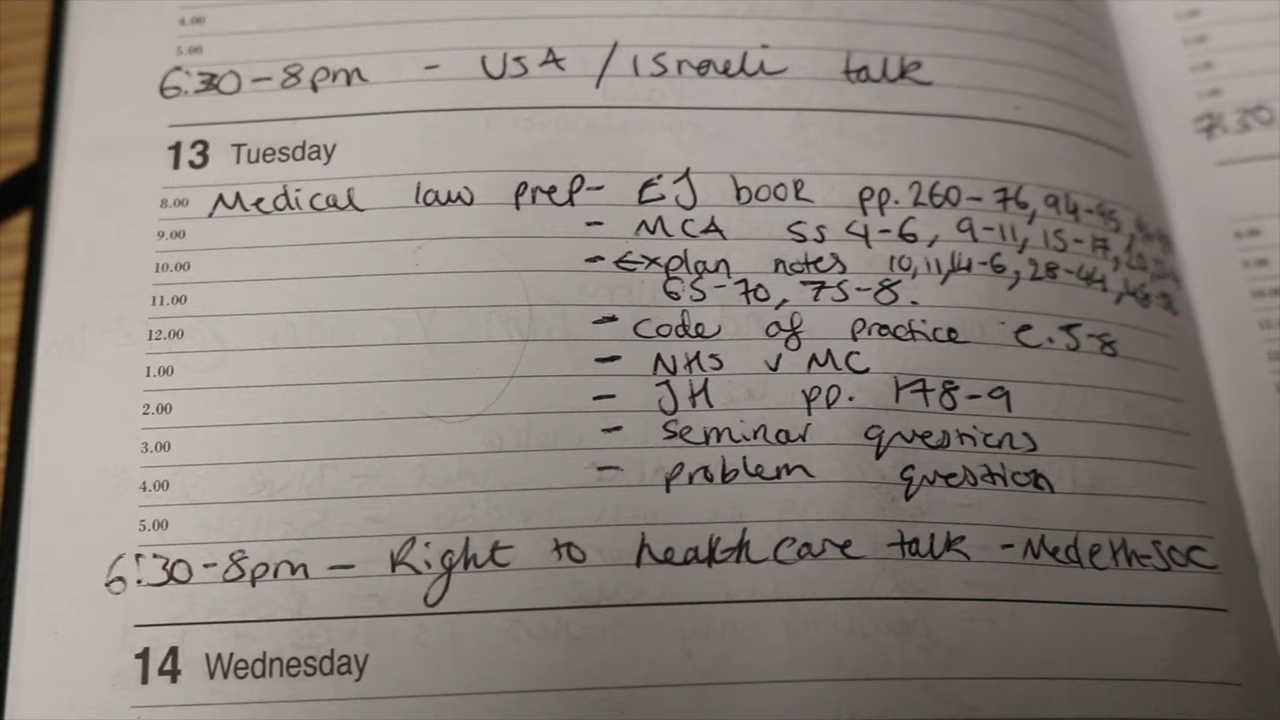 4.00
5.00
6:30-8pm - USA / ISraeli talk
7:30
13 Tuesday
8.00 Medical law prep- EJ book pp. 260-76, 94-95,
9.00 - MCA SS 4-6, 9-11, 15-17,
10.00 - Explan notes 10, 11, 14-6, 28-44,
11.00 65-70, 75-8.
12.00 - code of practice c. 5-8
1.00 - NHS v MC
2.00 - JH pp. 178-9
3.00 - seminar questions
4.00 - problem question
5.00
6:30-8pm - Right to healthcare talk - Medeth-SOC
14 Wednesday